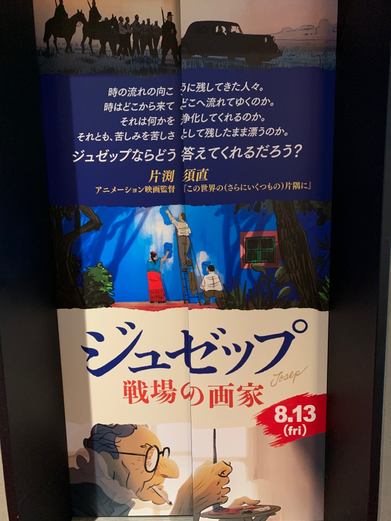 時の流れの向こうに残してきた人々。
時はどこから来てどこへ流れてゆくのか。
それは何かを浄化してくれるのか。
それとも、苦しみを苦しさとして残したまま漂うのか。
ジュゼップならどう答えてくれるだろう?
片渕須直
アニメーション映画監督『この世界の(さらにいくつもの)片隅に』
ジュゼップ
Josep
戦場の画家
8.13
(fri)